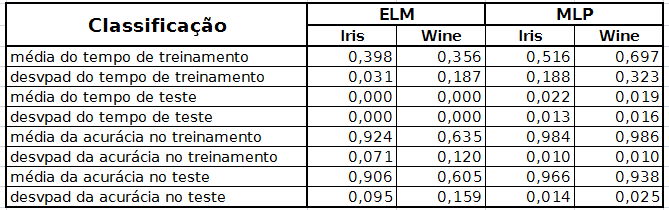 Classificação ELM MLP
Iris Wine Iris Wine
média do tempo de treinamento 0,398 0,356 0,516 0,697
desvpad do tempo de treinamento 0,031 0,187 0,188 0,323
média do tempo de teste 0,000 0,000 0,022 0,019
desvpad do tempo de teste 0,000 0,000 0,013 0,016
média da acurácia no treinamento 0,924 0,635 0,984 0,986
desvpad da acurácia no treinamento 0,071 0,120 0,010 0,010
média da acurácia no teste 0,906 0,605 0,966 0,938
desvpad da acurácia no teste 0,095 0,159 0,014 0,025